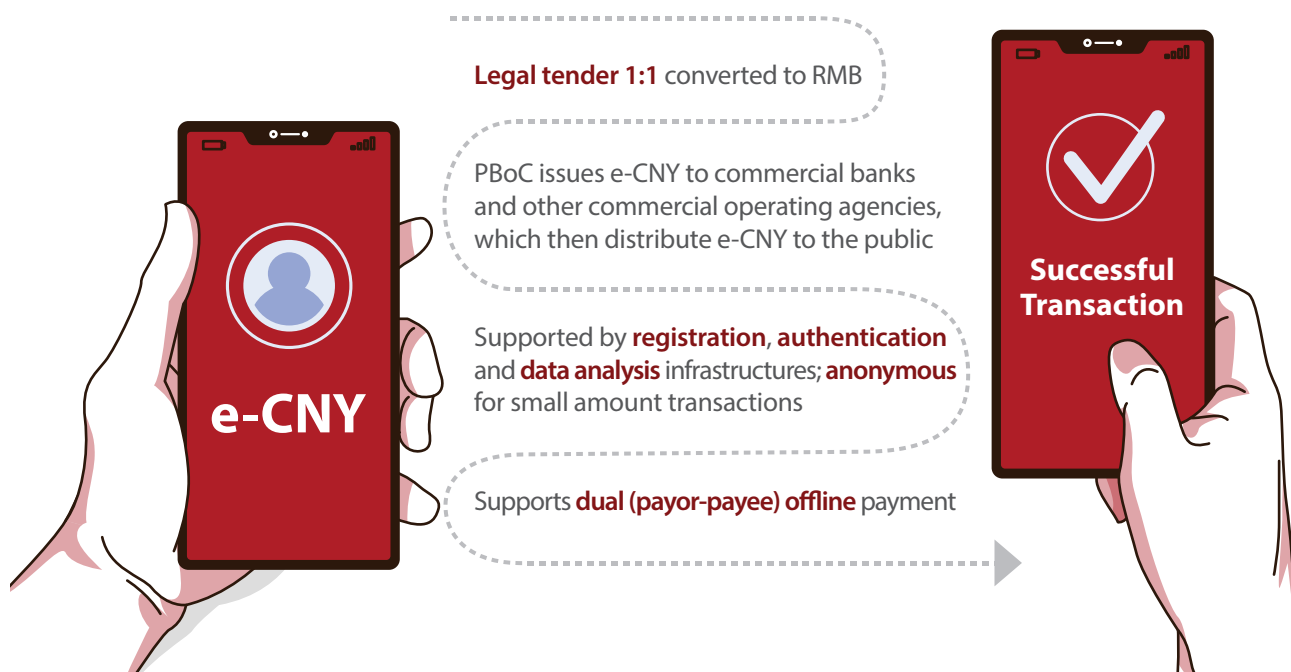 e-CNY
Legal tender 1:1 converted to RMB
PBoC issues e-CNY to commercial banks
and other commercial operating agencies,
which then distribute e-CNY to the public
Supported by registration, authentication
and data analysis infrastructures; anonymous
for small amount transactions
Supports dual (payor-payee) offline payment
Successful
Transaction